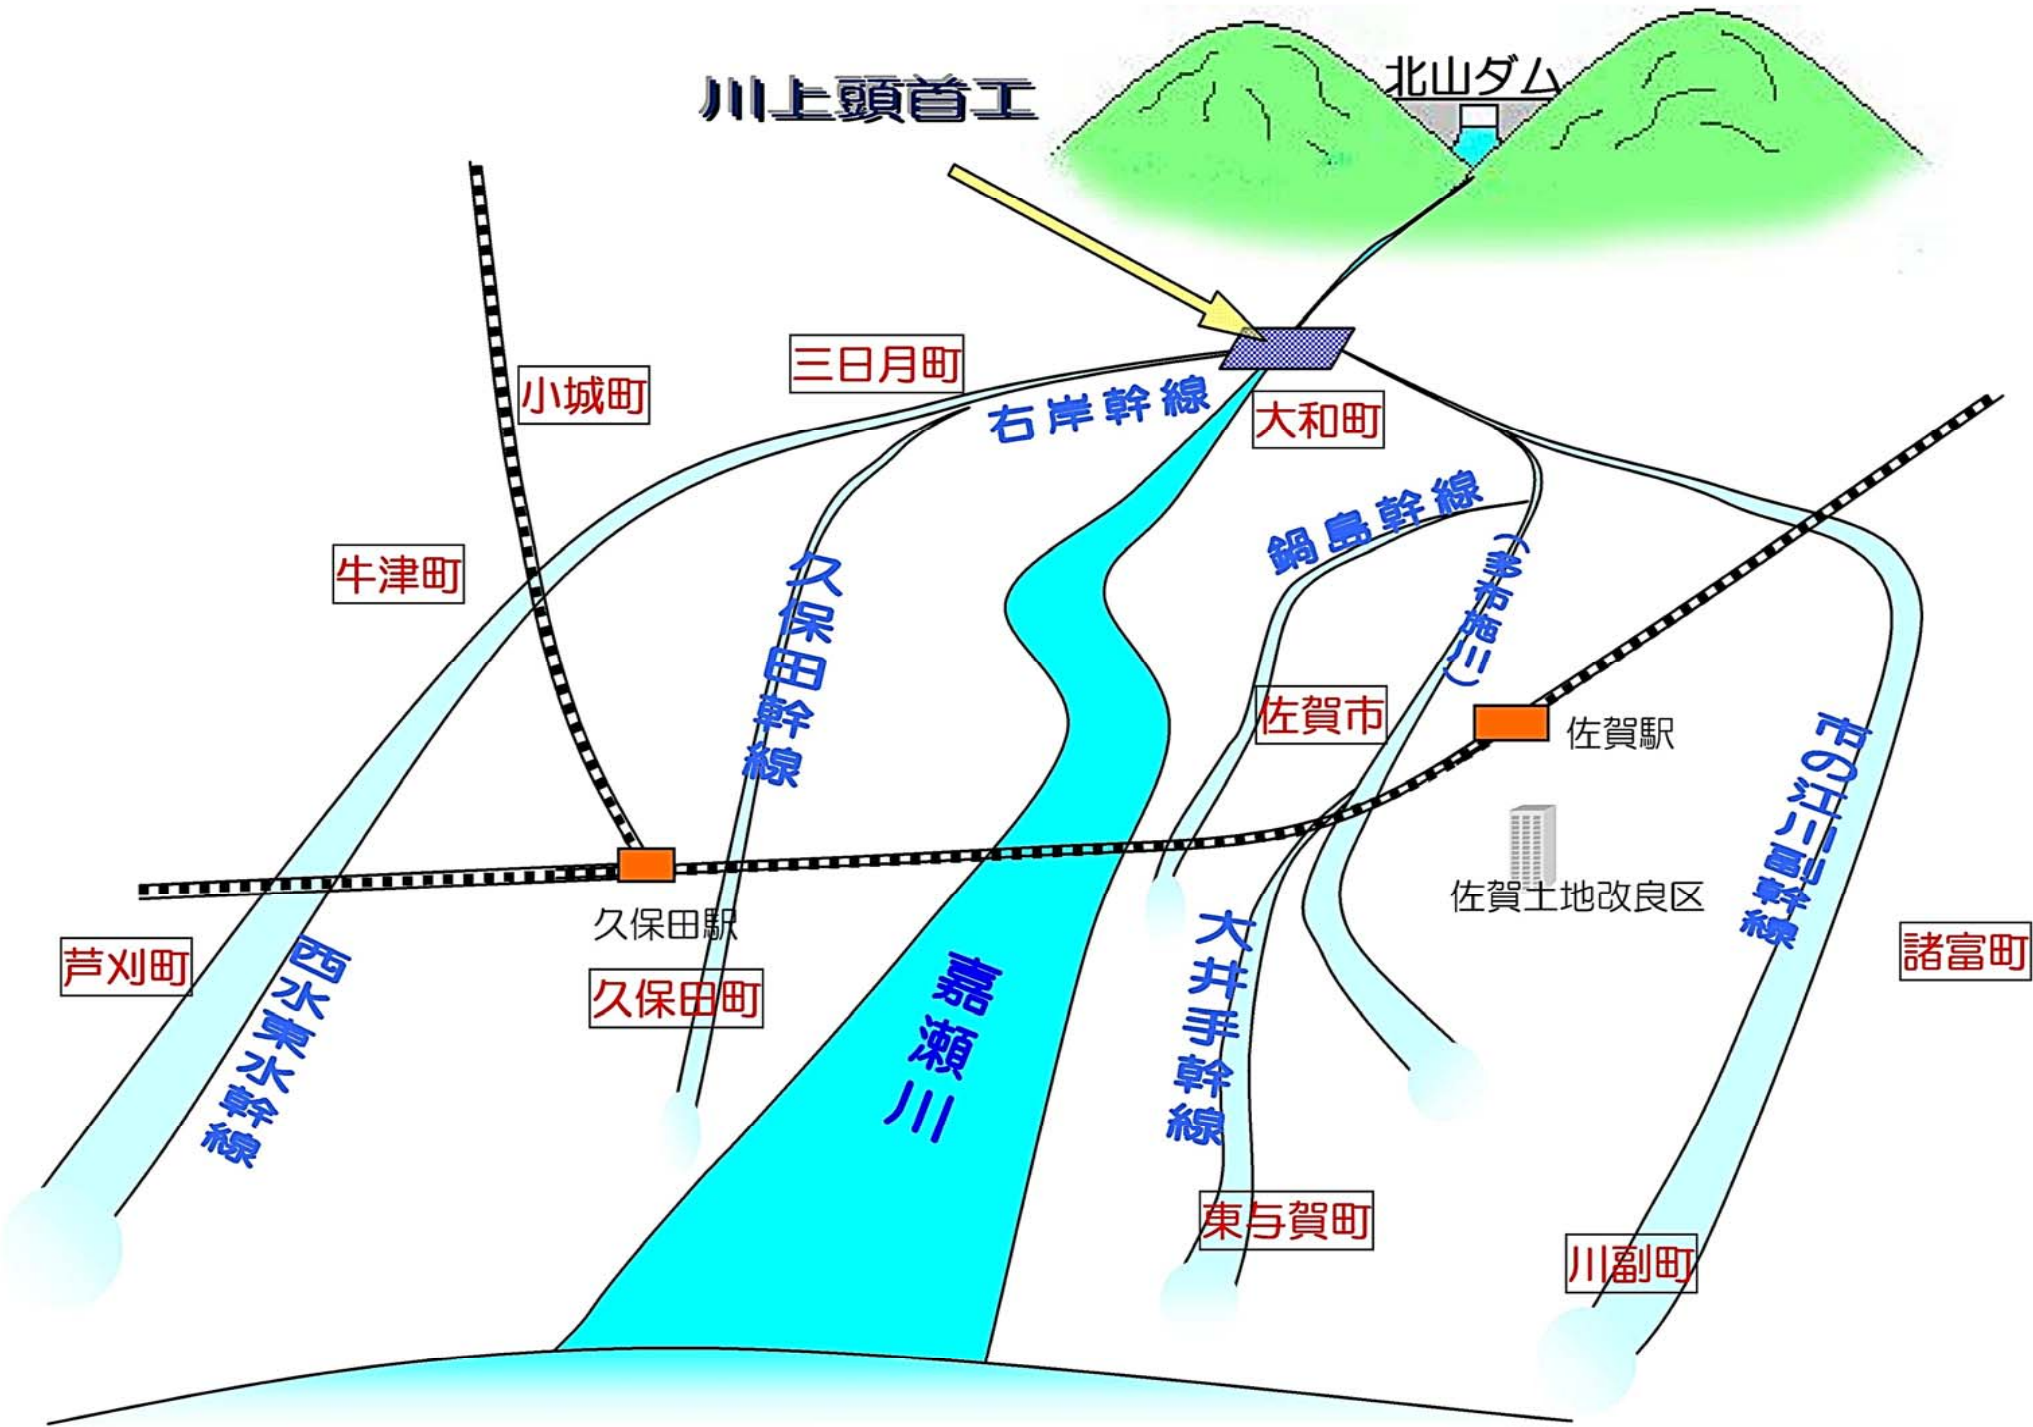 北山ダム
川上頭首工
三日月町
小城町
右岸幹線
大和町
鍋島幹線
牛津町
久保田幹線
(多布施川)
佐賀市
佐賀駅
市の江川副幹線
佐賀土地改良区
久保田駅
芦刈町
西水東水幹線
久保田町
嘉瀬川
大井手幹線
諸富町
東与賀町
川副町